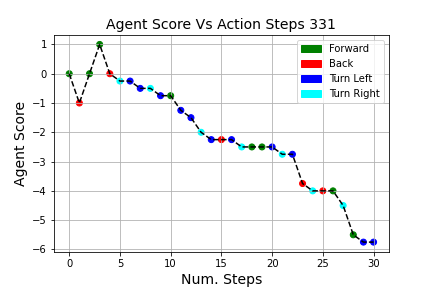 Agent Score Vs Action Steps 331
Forward
Back
Turn Left
Turn Right
Agent Score
1
0
−1
−2
−3
−4
−5
−6
0 5 10 15 20 25 30
Num. Steps